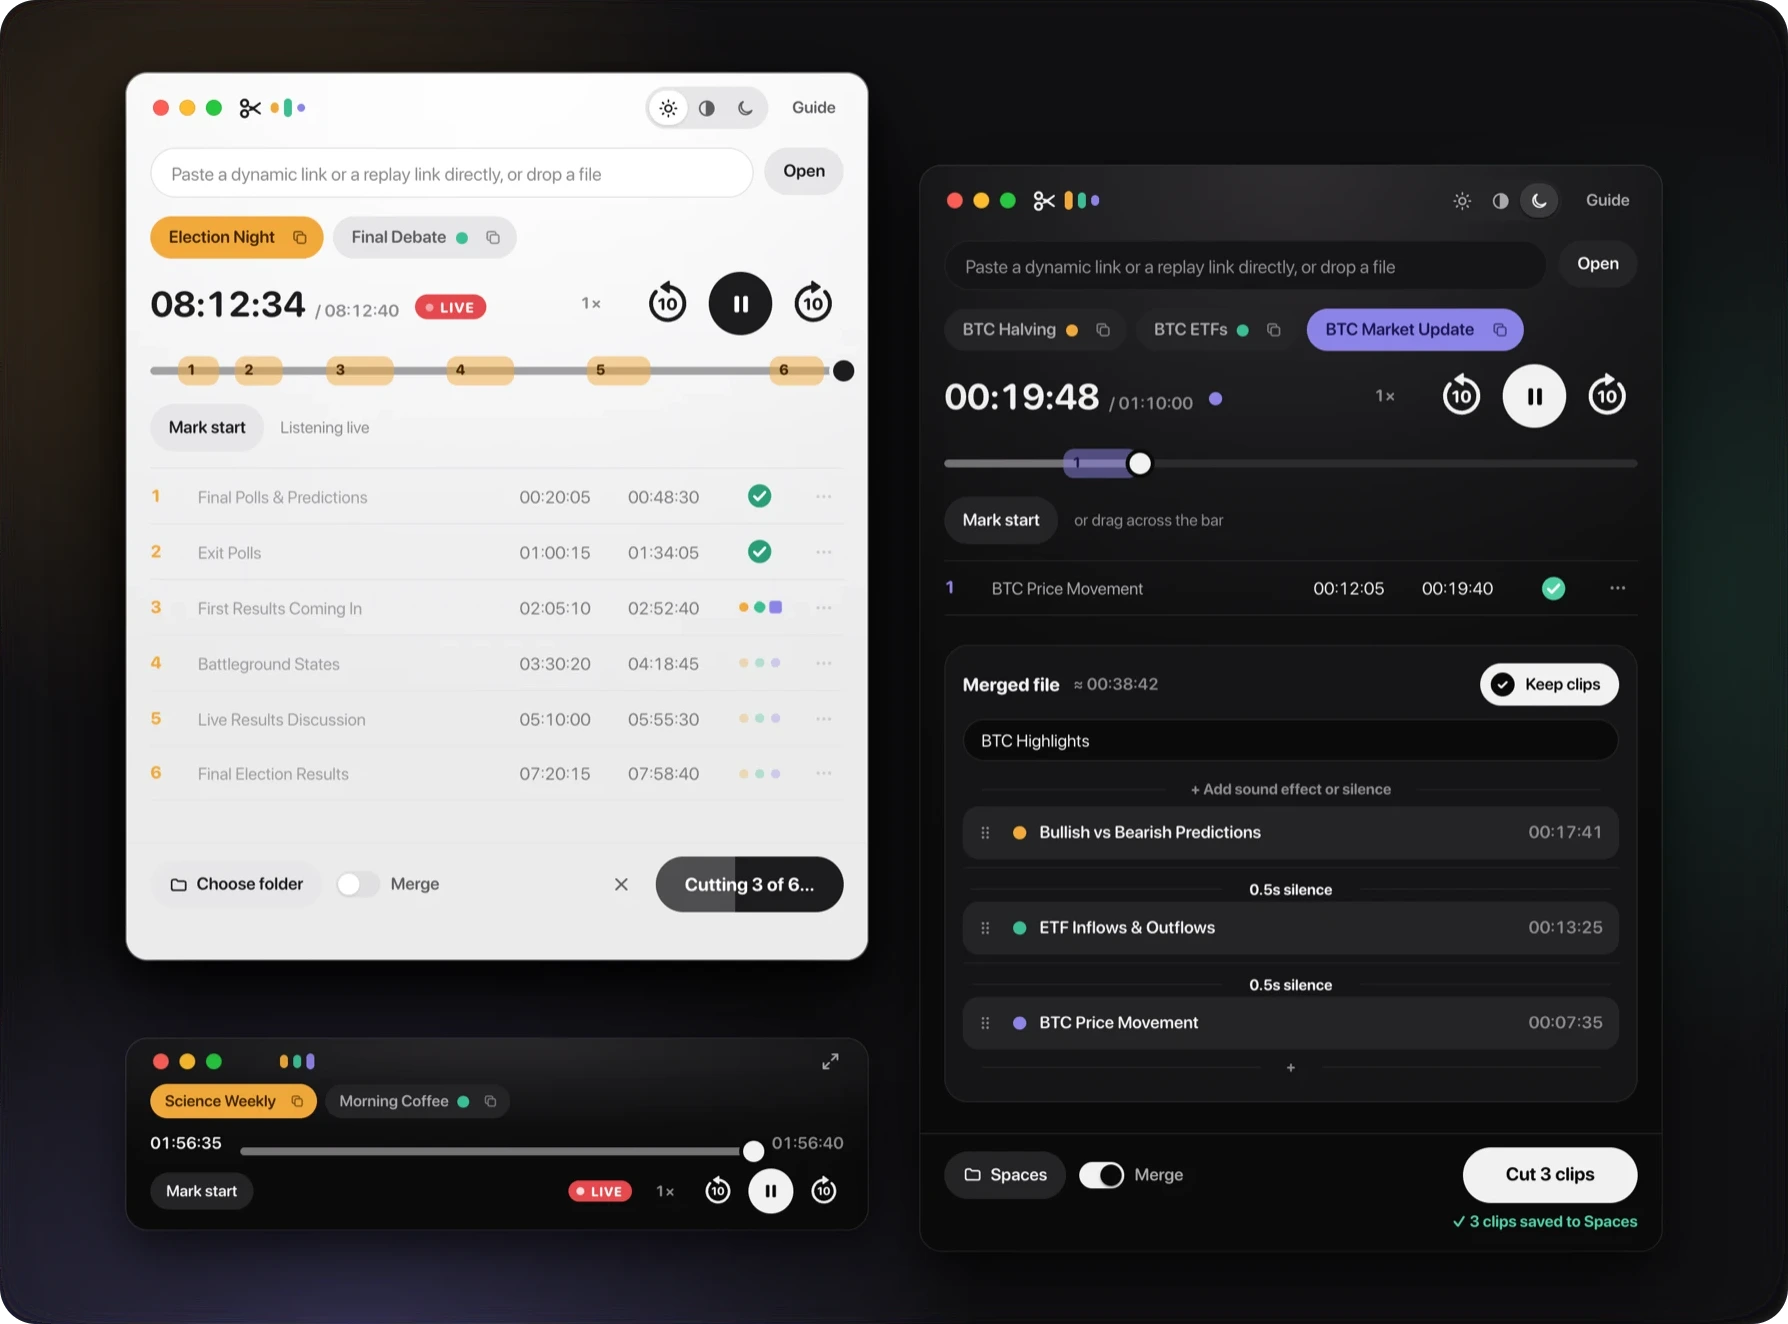 Guide
Paste a dynamic link or a replay link directly, or drop a file
Open
Election Night
Final Debate
08:12:34 / 08:12:40 LIVE 1× 10 10
1 2 3 4 5 6
Mark start Listening live
1 Final Polls & Predictions 00:20:05 00:48:30
2 Exit Polls 01:00:15 01:34:05
3 First Results Coming In 02:05:10 02:52:40
4 Battleground States 03:30:20 04:18:45
5 Live Results Discussion 05:10:00 05:55:30
6 Final Election Results 07:20:15 07:58:40
Choose folder Merge Cutting 3 of 6...
Science Weekly Morning Coffee
01:56:35 01:56:40
Mark start LIVE 1× 10 10
Guide
Paste a dynamic link or a replay link directly, or drop a file
Open
BTC Halving BTC ETFs BTC Market Update
00:19:48 / 01:10:00 1× 10 10
1
Mark start or drag across the bar
1 BTC Price Movement 00:12:05 00:19:40
Merged file ≈ 00:38:42 Keep clips
BTC Highlights
+ Add sound effect or silence
Bullish vs Bearish Predictions 00:17:41
0.5s silence
ETF Inflows & Outflows 00:13:25
0.5s silence
BTC Price Movement 00:07:35
+
Spaces Merge Cut 3 clips
✓ 3 clips saved to Spaces